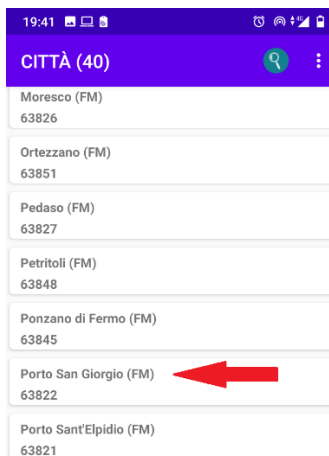 19:41
4G
CITTÀ (40)
Moresco (FM)
63826
Ortezzano (FM)
63851
Pedaso (FM)
63827
Petritoli (FM)
63848
Ponzano di Fermo (FM)
63845
Porto San Giorgio (FM)
63822
Porto Sant'Elpidio (FM)
63821